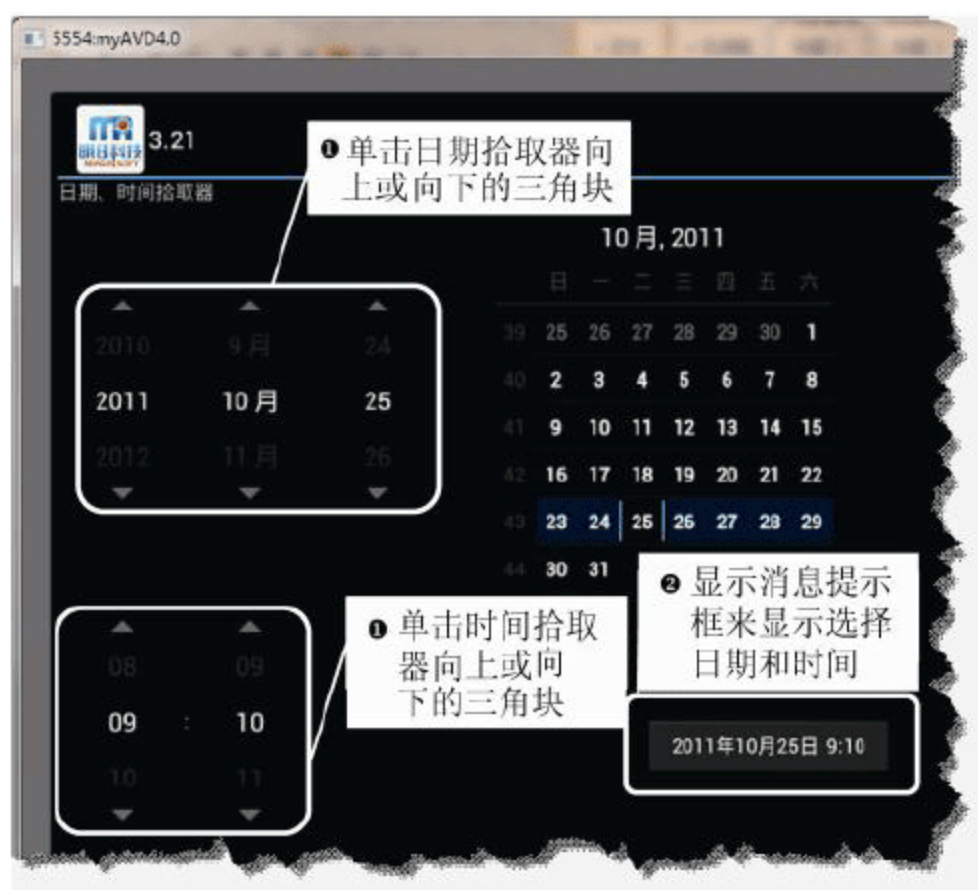 5554:myAVD4.0
明日科技
3.21
日期、时间拾取器
❶ 单击日期拾取器向
上或向下的三角块
10 月, 2011
日 一 二 三 四 五 六
2010 9 月 24
2011 10 月 25
2012 11 月 26
39 25 26 27 28 29 30 1
40 2 3 4 5 6 7 8
41 9 10 11 12 13 14 15
42 16 17 18 19 20 21 22
43 23 24 25 26 27 28 29
44 30 31
❶ 单击时间拾取
器向上或向
下的三角块
❷ 显示消息提示
框来显示选择
日期和时间
08 09
09 : 10
10 11
2011年10月25日 9:10